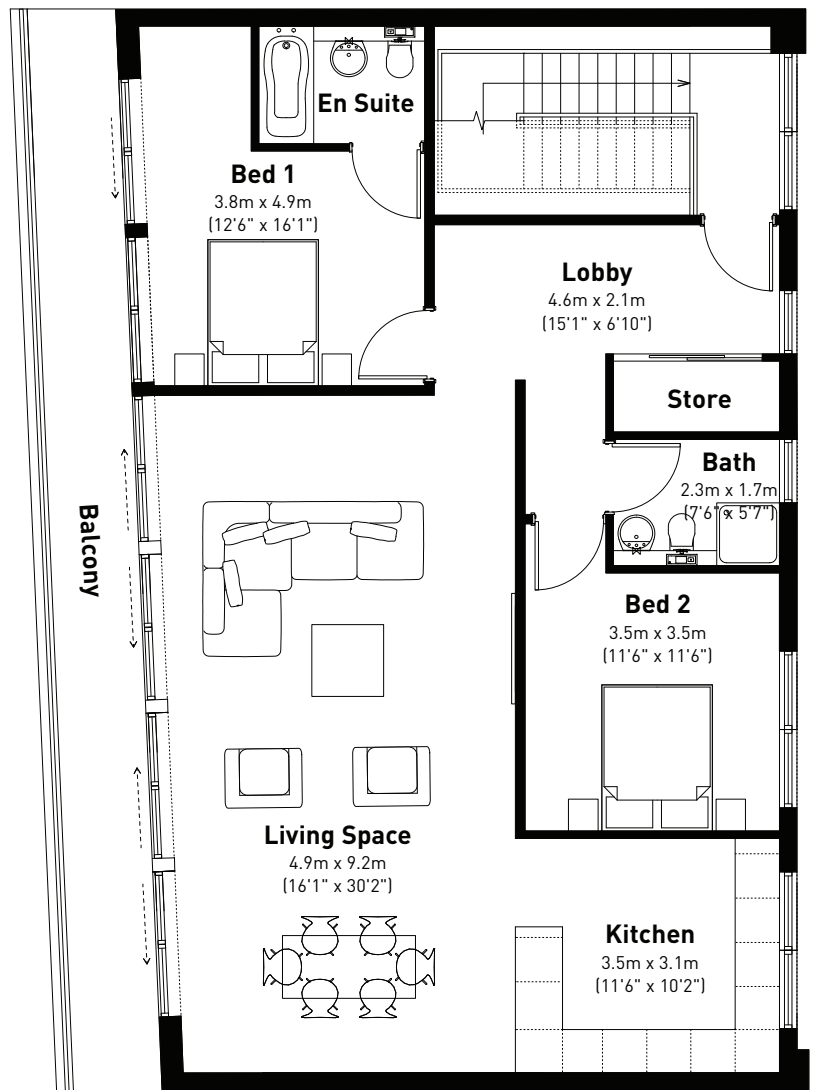 En Suite
Bed 1
3.8m x 4.9m
(12'6" x 16'1")
Lobby
4.6m x 2.1m
(15'1" x 6'10")
Store
Bath
2.3m x 1.7m
(7'6" x 5'7")
Balcony
Bed 2
3.5m x 3.5m
(11'6" x 11'6")
Living Space
4.9m x 9.2m
(16'1" x 30'2")
Kitchen
3.5m x 3.1m
(11'6" x 10'2")